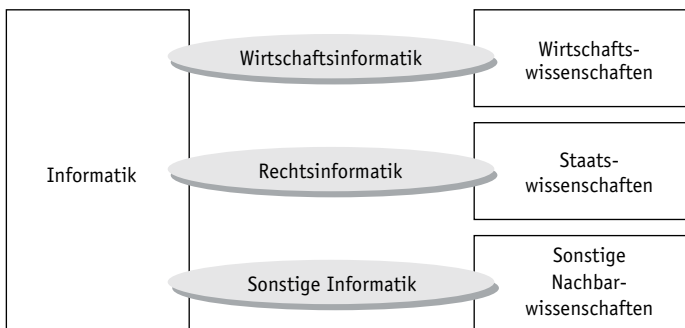 Informatik
Wirtschaftsinformatik
Wirtschafts-
wissenschaften
Rechtsinformatik
Staats-
wissenschaften
Sonstige Informatik
Sonstige
Nachbar-
wissenschaften